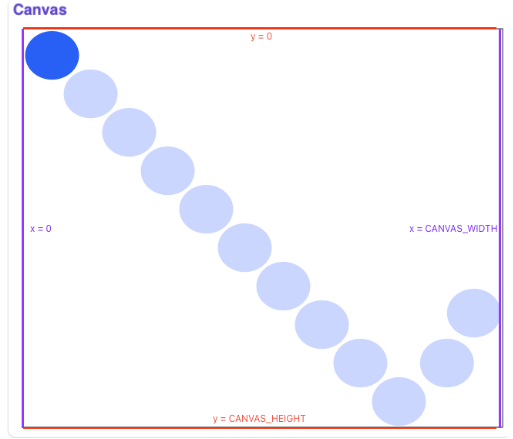 Canvas
y = 0
x = 0
x = CANVAS_WIDTH
y = CANVAS_HEIGHT